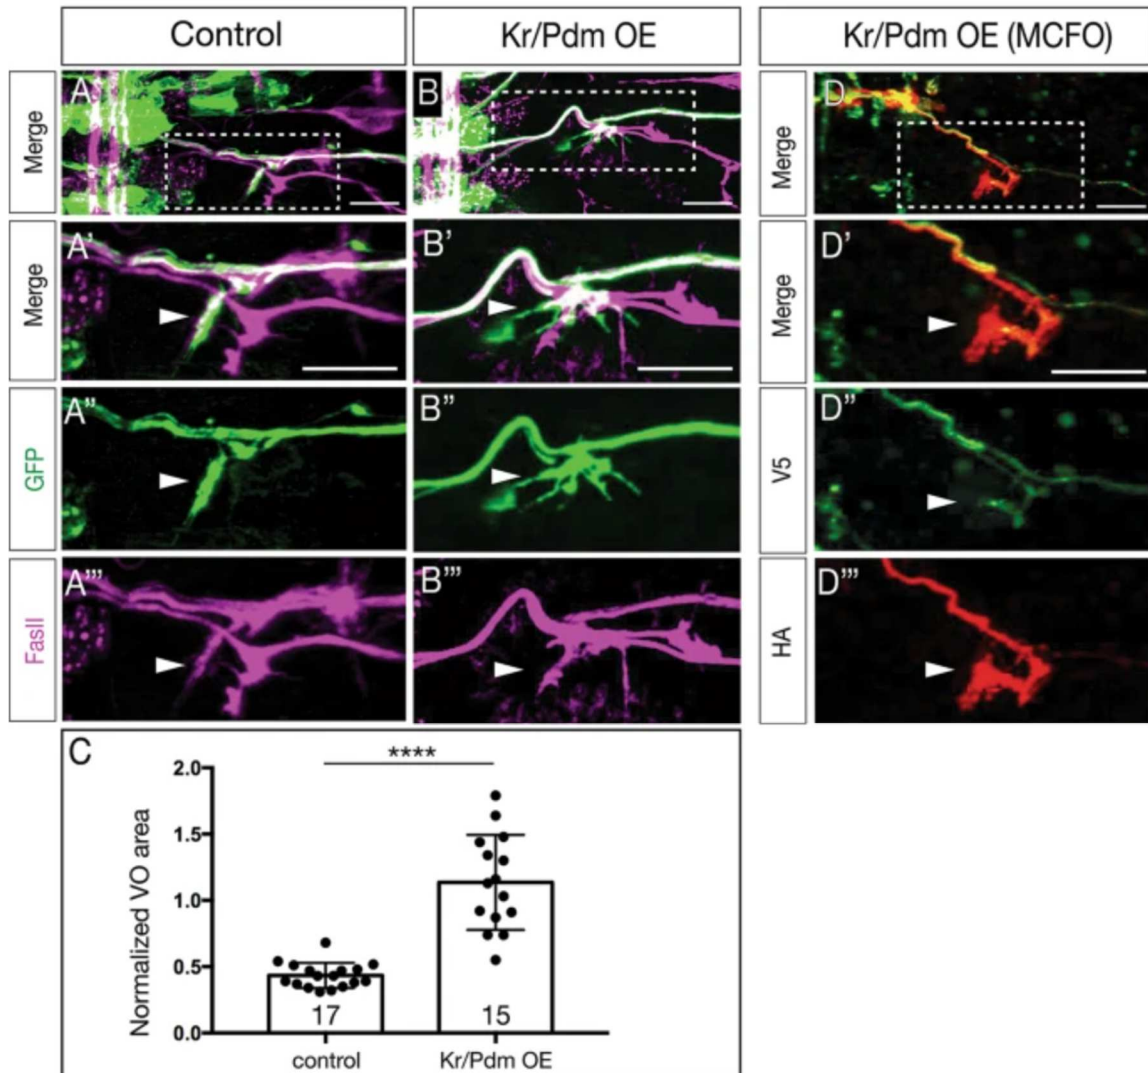 Control
Kr/Pdm OE
Kr/Pdm OE (MCFO)
Merge
A
B
Merge
D
Merge
A'
B'
Merge
D'
GFP
A"
B"
V5
D"
FasII
A'"
B'"
HA
D'"
C
Normalized VO area
2.0
1.5
1.0
0.5
0.0
****
17
15
control
Kr/Pdm OE